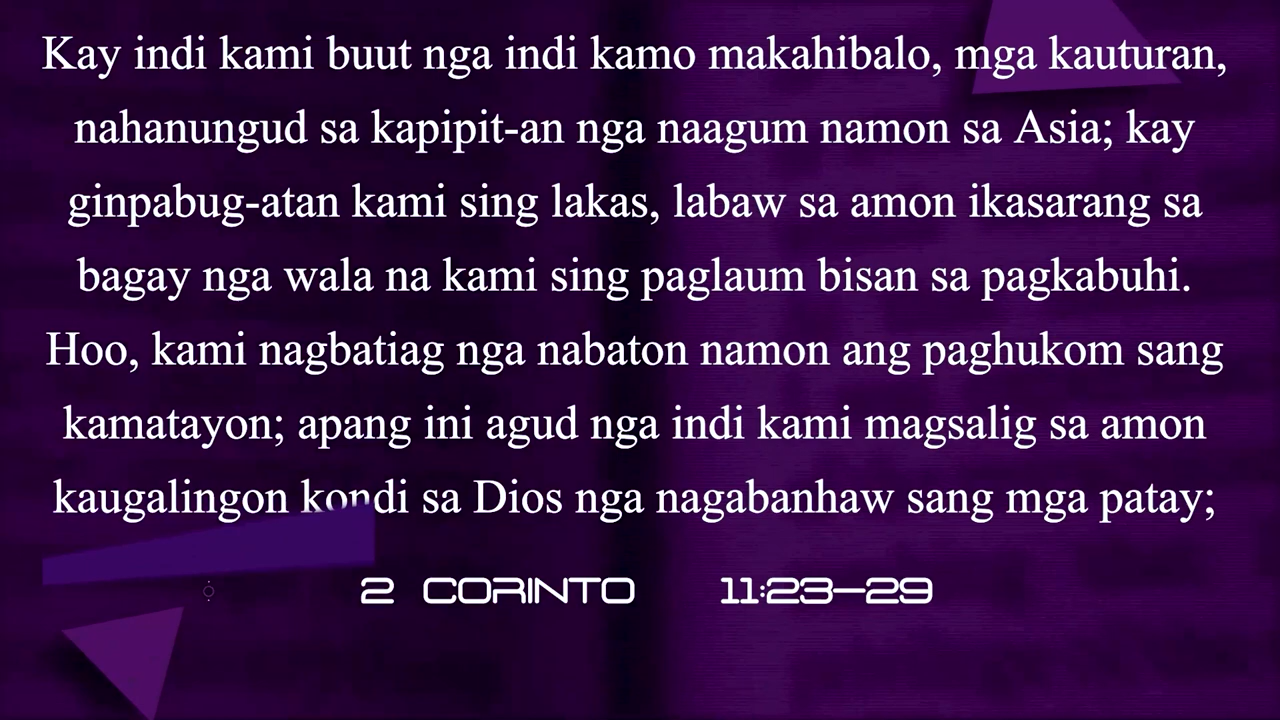 Kay indi kami buut nga indi kamo makahibalo, mga kauturan,
nahanungud sa kapipit-an nga naagum namon sa Asia; kay
ginpabug-atan kami sing lakas, labaw sa amon ikasarang sa
bagay nga wala na kami sing paglaum bisan sa pagkabuhi.
Hoo, kami nagbatiag nga nabaton namon ang paghukom sang
kamatayon; apang ini agud nga indi kami magsalig sa amon
kaugalingon kondi sa Dios nga nagabanhaw sang mga patay;
2 CORINTO 11:23-29